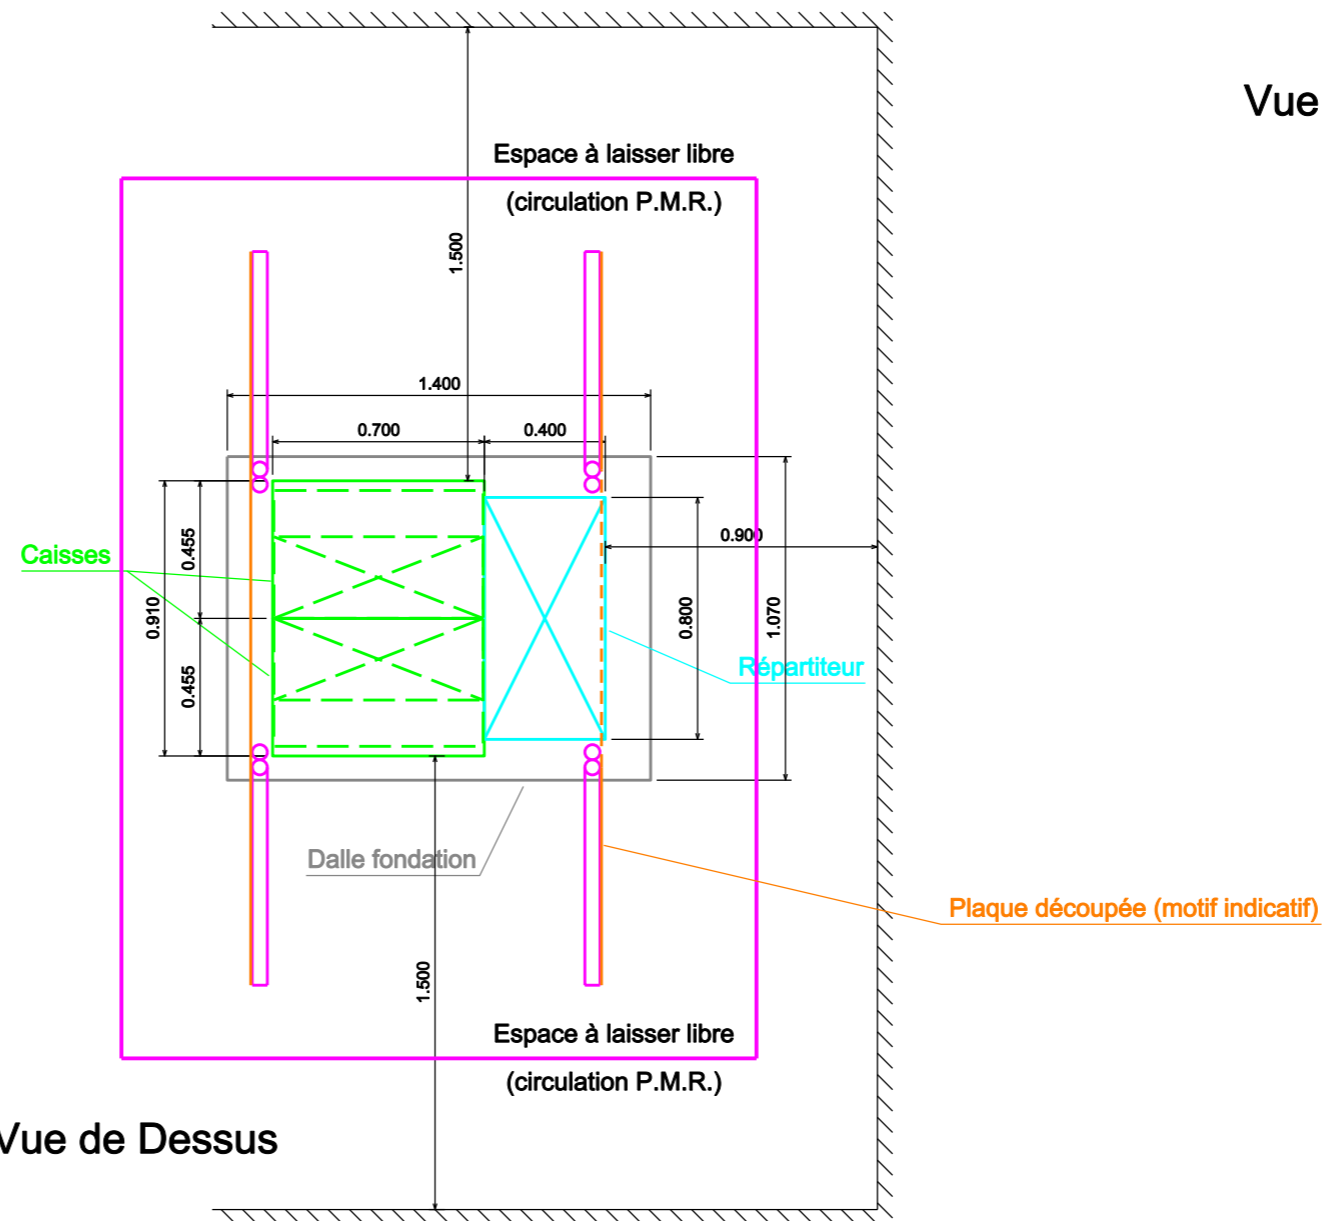 Vue
Espace à laisser libre
(circulation P.M.R.)
1.500
1.400
0.700
0.400
0.900
Caisses
0.455
0.910
0.455
0.800
1.070
Répartiteur
Dalle fondation
Plaque découpée (motif indicatif)
1.500
Espace à laisser libre
(circulation P.M.R.)
Vue de Dessus